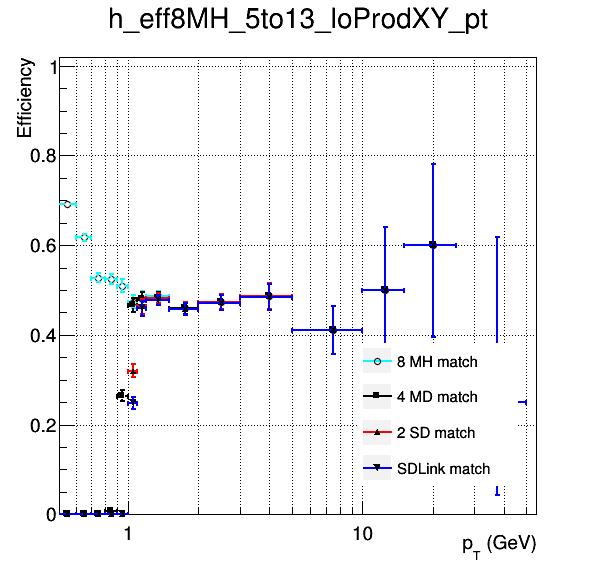 h_eff8MH_5to13_loProdXY_pt
Efficiency
1
0.8
0.6
0.4
0.2
0
8 MH match
4 MD match
2 SD match
SDLink match
1
10
p_T (GeV)